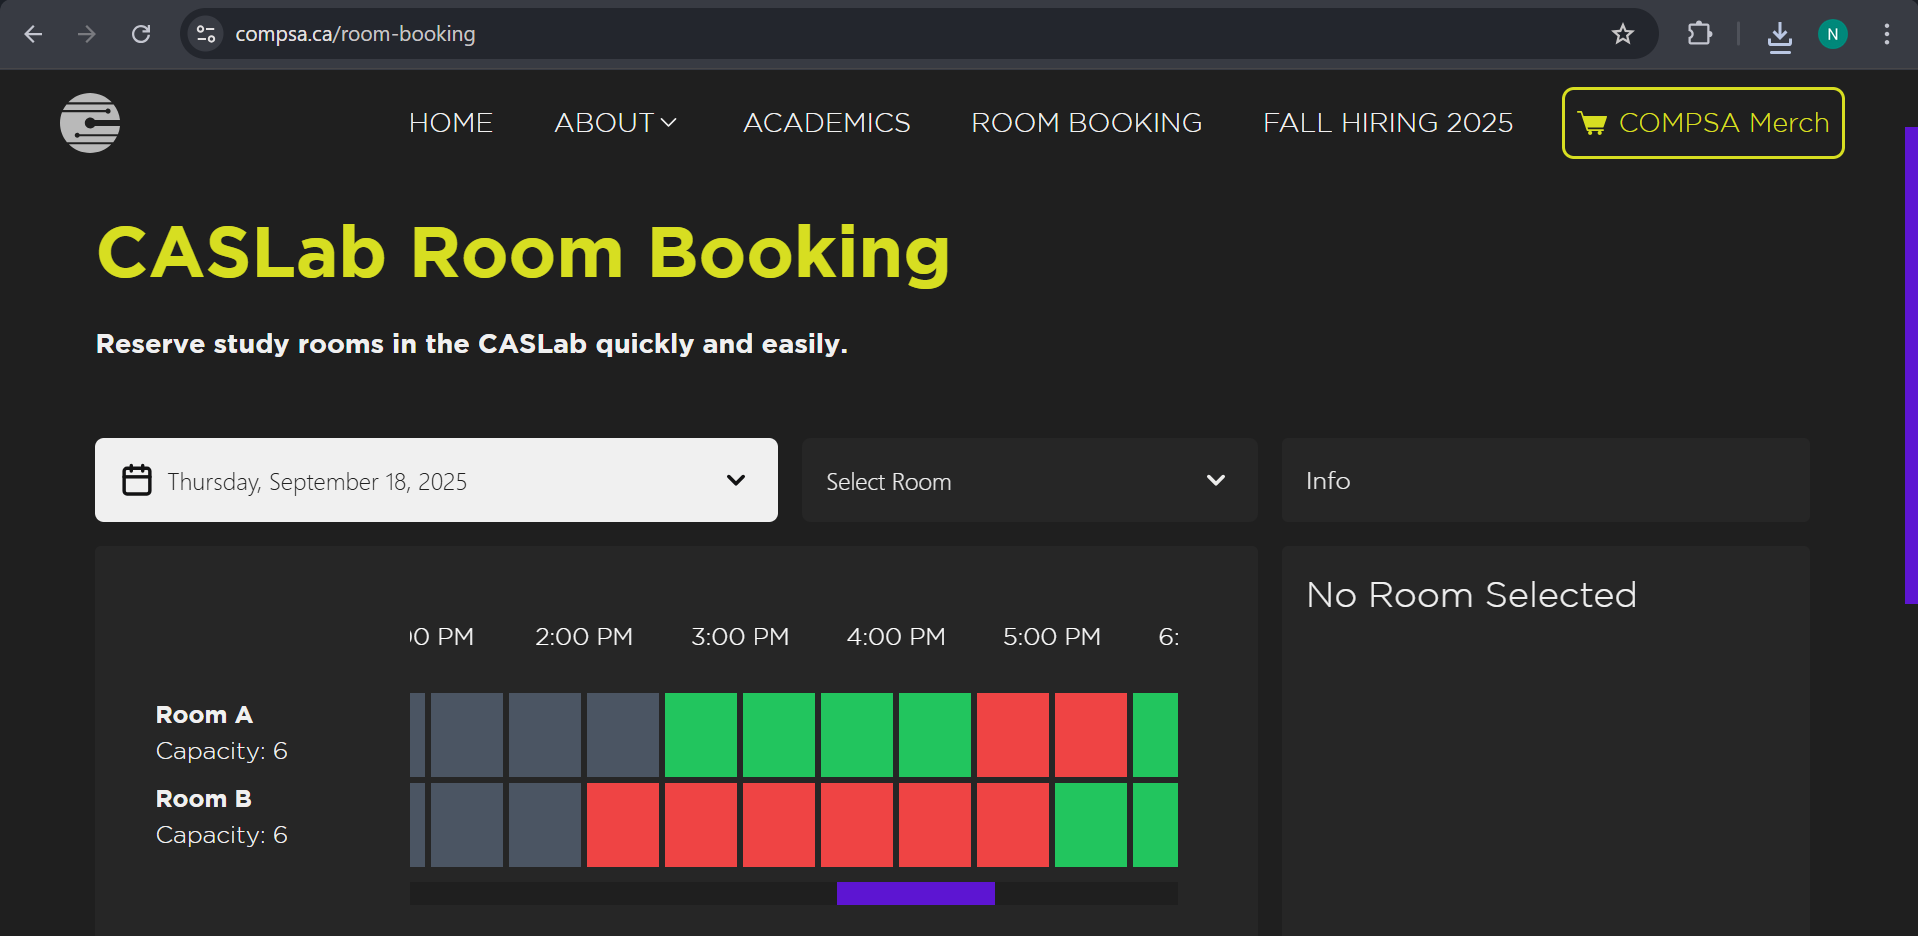 compsa.ca/room-booking
N
HOME
ABOUT
ACADEMICS
ROOM BOOKING
FALL HIRING 2025
COMPSA Merch
CASLab Room Booking
Reserve study rooms in the CASLab quickly and easily.
Thursday, September 18, 2025
Select Room
Info
No Room Selected
00 PM
2:00 PM
3:00 PM
4:00 PM
5:00 PM
6:
Room A
Capacity: 6
Room B
Capacity: 6